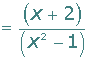 = (x + 2) / (x² − 1)